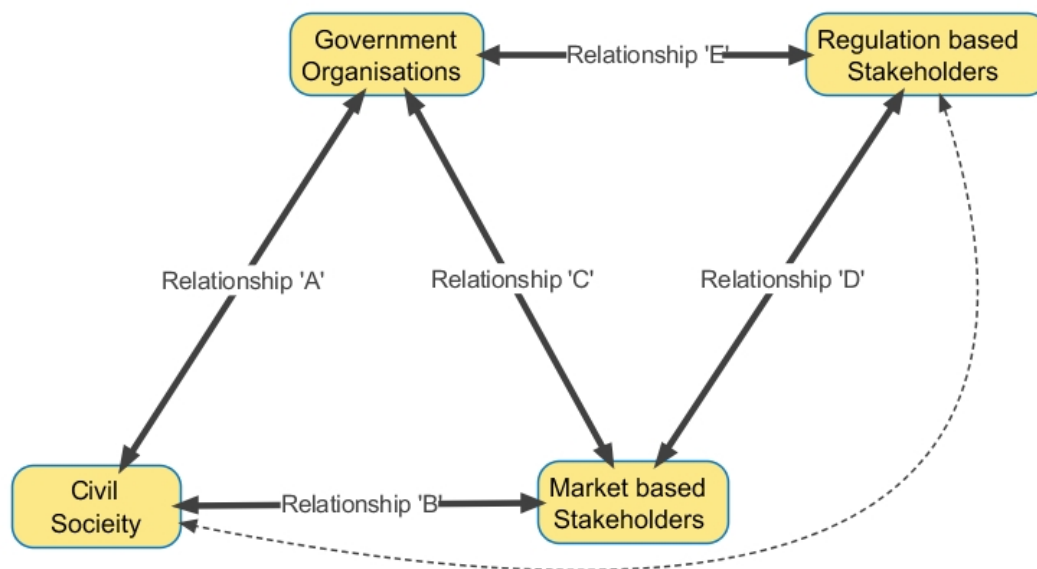 Government
Organisations
Relationship 'E'
Regulation based
Stakeholders
Relationship 'A'
Relationship 'C'
Relationship 'D'
Civil
Socieity
Relationship 'B'
Market based
Stakeholders